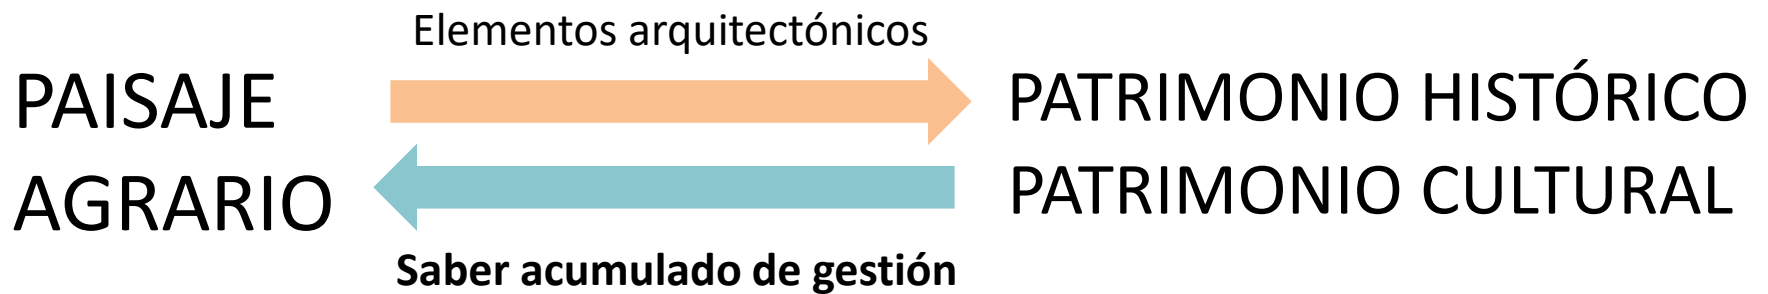 Elementos arquitectónicos
PAISAJE
AGRARIO
PATRIMONIO HISTÓRICO
PATRIMONIO CULTURAL
Saber acumulado de gestión